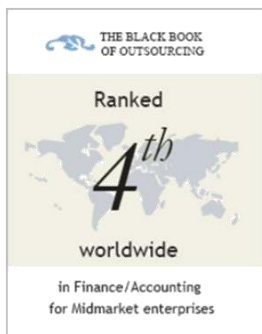 THE BLACK BOOK
OF OUTSOURCING
Ranked
4th
worldwide
in Finance/Accounting
for Midmarket enterprises